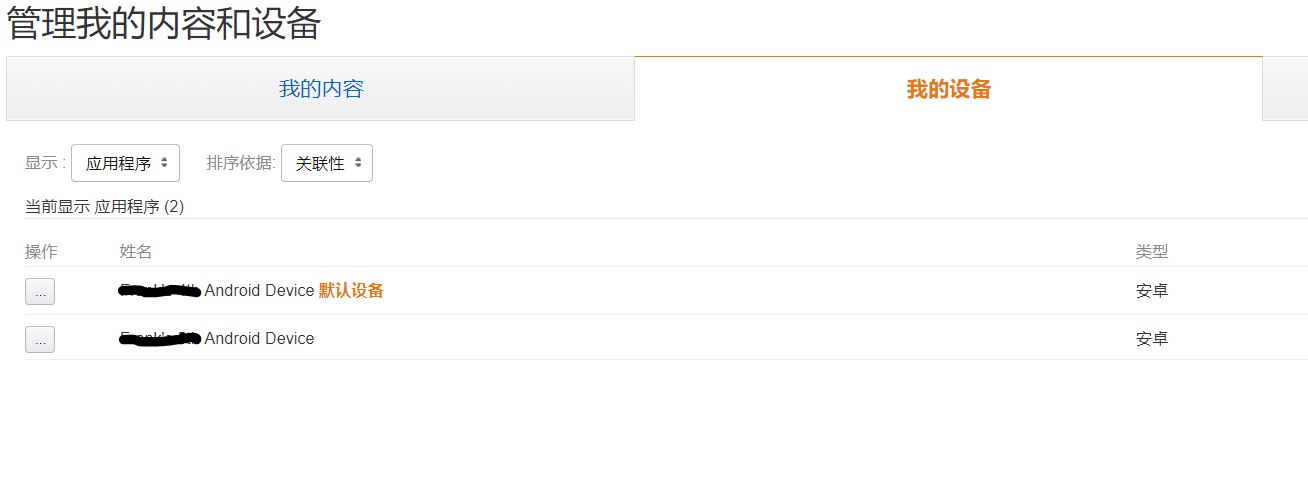 管理我的内容和设备
我的内容
我的设备
显示 : 应用程序 排序依据: 关联性
当前显示 应用程序 (2)
操作 姓名 类型
... Android Device 默认设备 安卓
... Android Device 安卓